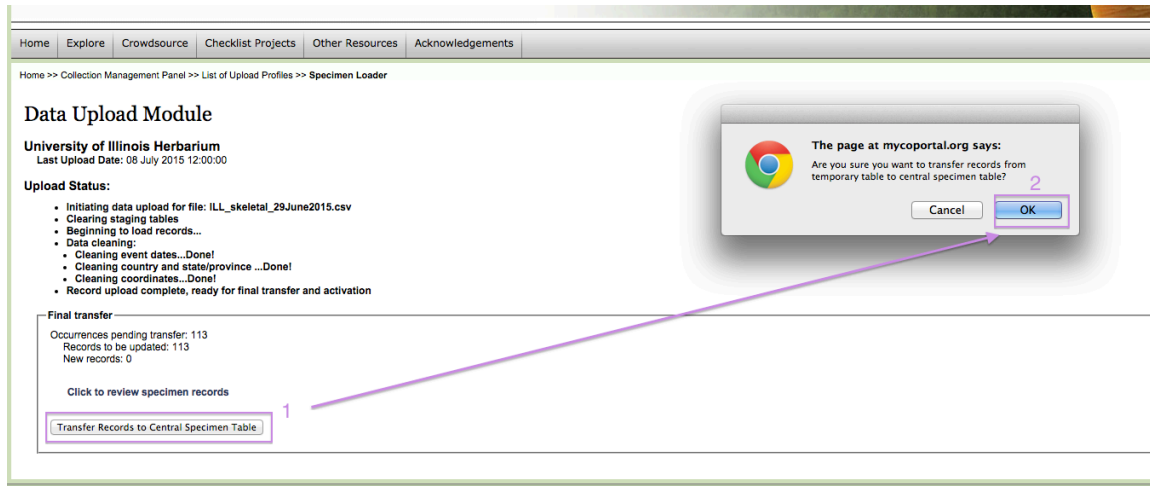 Home Explore Crowdsource Checklist Projects Other Resources Acknowledgements
Home >> Collection Management Panel >> List of Upload Profiles >> Specimen Loader
Data Upload Module
University of Illinois Herbarium
Last Upload Date: 08 July 2015 12:00:00
Upload Status:
• Initiating data upload for file: ILL_skeletal_29June2015.csv
• Clearing staging tables
• Beginning to load records...
• Data cleaning:
• Cleaning event dates...Done!
• Cleaning country and state/province ...Done!
• Cleaning coordinates...Done!
• Record upload complete, ready for final transfer and activation
Final transfer
Occurrences pending transfer: 113
Records to be updated: 113
New records: 0
Click to review specimen records
1
Transfer Records to Central Specimen Table
The page at mycoportal.org says:
Are you sure you want to transfer records from
temporary table to central specimen table?
2
Cancel OK